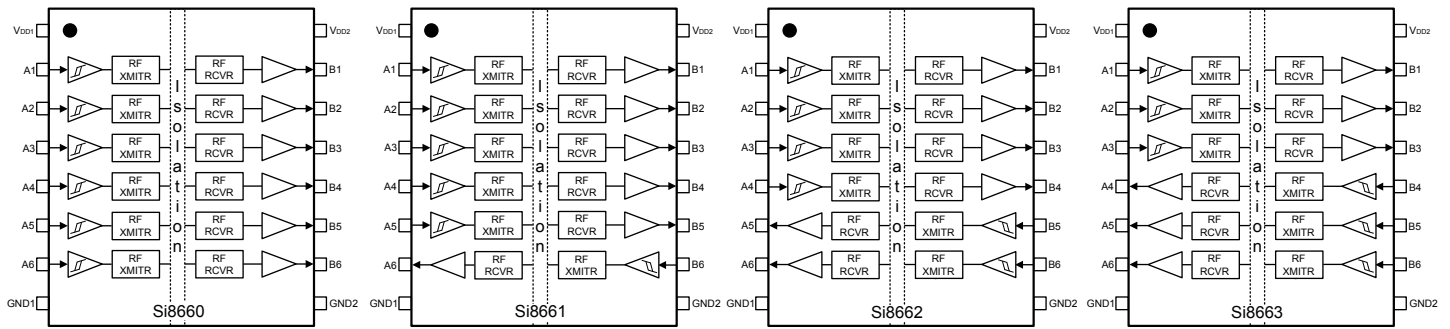 VDD1
VDD2
A1
RF
XMITR
RF
RCVR
B1
A2
RF
XMITR
RF
RCVR
B2
A3
RF
XMITR
RF
RCVR
B3
A4
RF
XMITR
RF
RCVR
B4
A5
RF
XMITR
RF
RCVR
B5
A6
RF
XMITR
RF
RCVR
B6
Isolation
GND1
GND2
Si8660
VDD1
VDD2
A1
RF
XMITR
RF
RCVR
B1
A2
RF
XMITR
RF
RCVR
B2
A3
RF
XMITR
RF
RCVR
B3
A4
RF
XMITR
RF
RCVR
B4
A5
RF
XMITR
RF
RCVR
B5
A6
RF
RCVR
RF
XMITR
B6
Isolation
GND1
GND2
Si8661
VDD1
VDD2
A1
RF
XMITR
RF
RCVR
B1
A2
RF
XMITR
RF
RCVR
B2
A3
RF
XMITR
RF
RCVR
B3
A4
RF
XMITR
RF
RCVR
B4
A5
RF
RCVR
RF
XMITR
B5
A6
RF
RCVR
RF
XMITR
B6
Isolation
GND1
GND2
Si8662
VDD1
VDD2
A1
RF
XMITR
RF
RCVR
B1
A2
RF
XMITR
RF
RCVR
B2
A3
RF
XMITR
RF
RCVR
B3
A4
RF
RCVR
RF
XMITR
B4
A5
RF
RCVR
RF
XMITR
B5
A6
RF
RCVR
RF
XMITR
B6
Isolation
GND1
GND2
Si8663